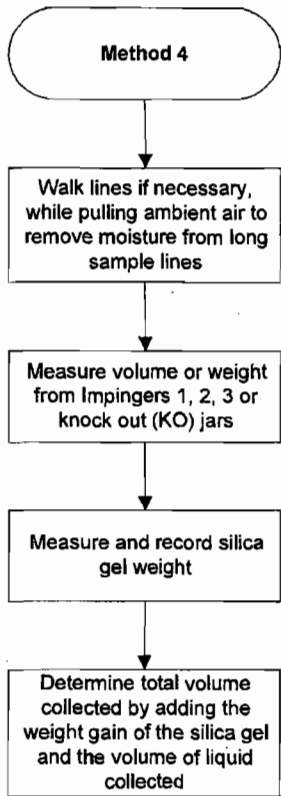 Method 4
Walk lines if necessary,
while pulling ambient air to
remove moisture from long
sample lines
Measure volume or weight
from Impingers 1, 2, 3 or
knock out (KO) jars
Measure and record silica
gel weight
Determine total volume
collected by adding the
weight gain of the silica gel
and the volume of liquid
collected